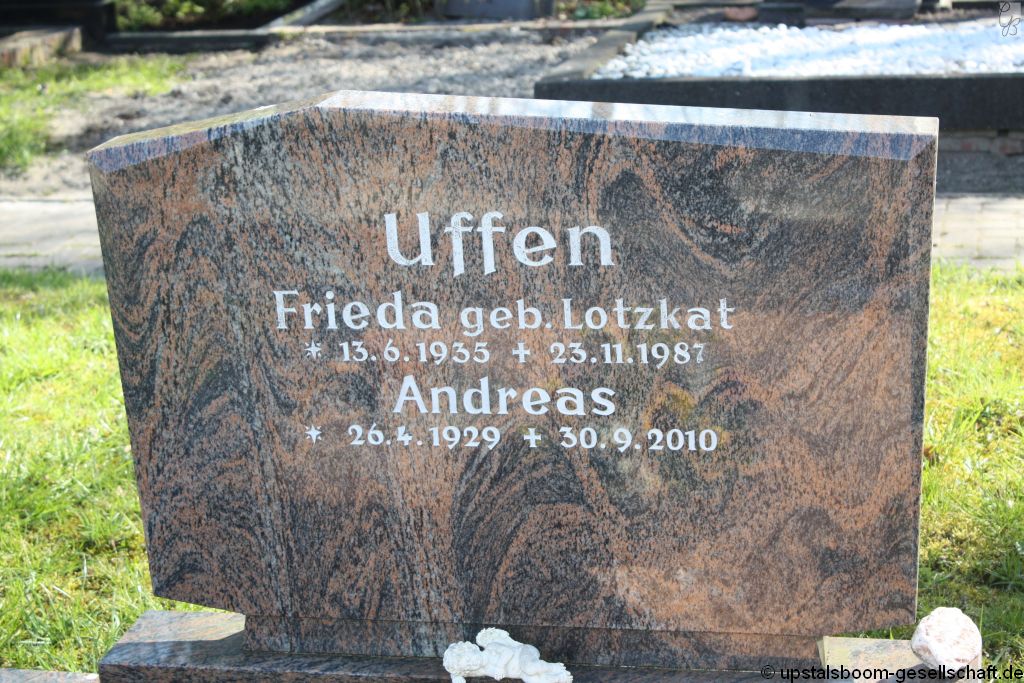 Uffen
Frieda geb. Lotzkat
* 13.6.1935 + 23.11.1987
Andreas
* 26.4.1929 + 30.9.2010
© upstalsboom-gesellschaft.de